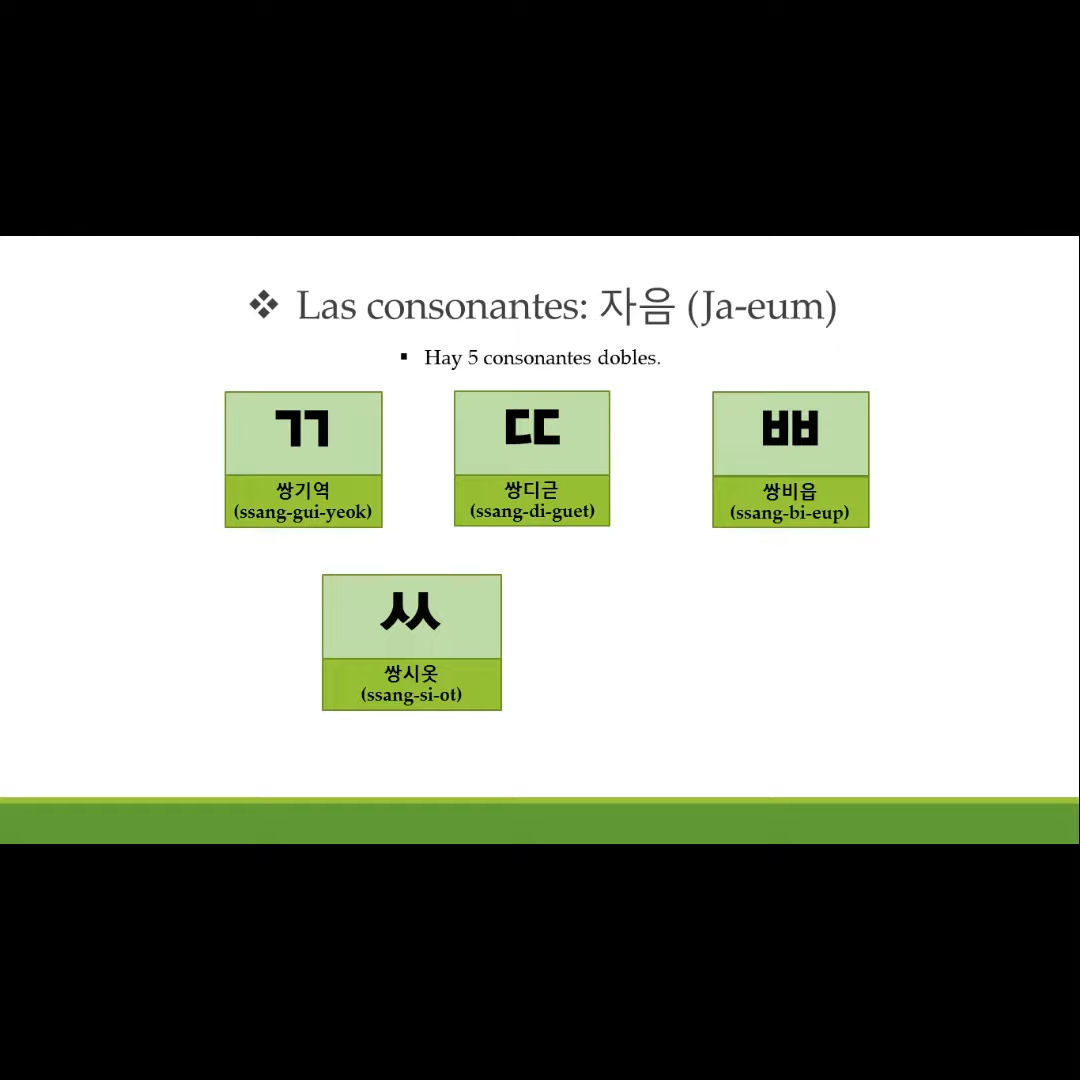 ❖ Las consonantes: 자음 (Ja-eum)
▪ Hay 5 consonantes dobles.
ㄲ
쌍기역
(ssang-gui-yeok)
ㄸ
쌍디귿
(ssang-di-guet)
ㅃ
쌍비읍
(ssang-bi-eup)
ㅆ
쌍시옷
(ssang-si-ot)